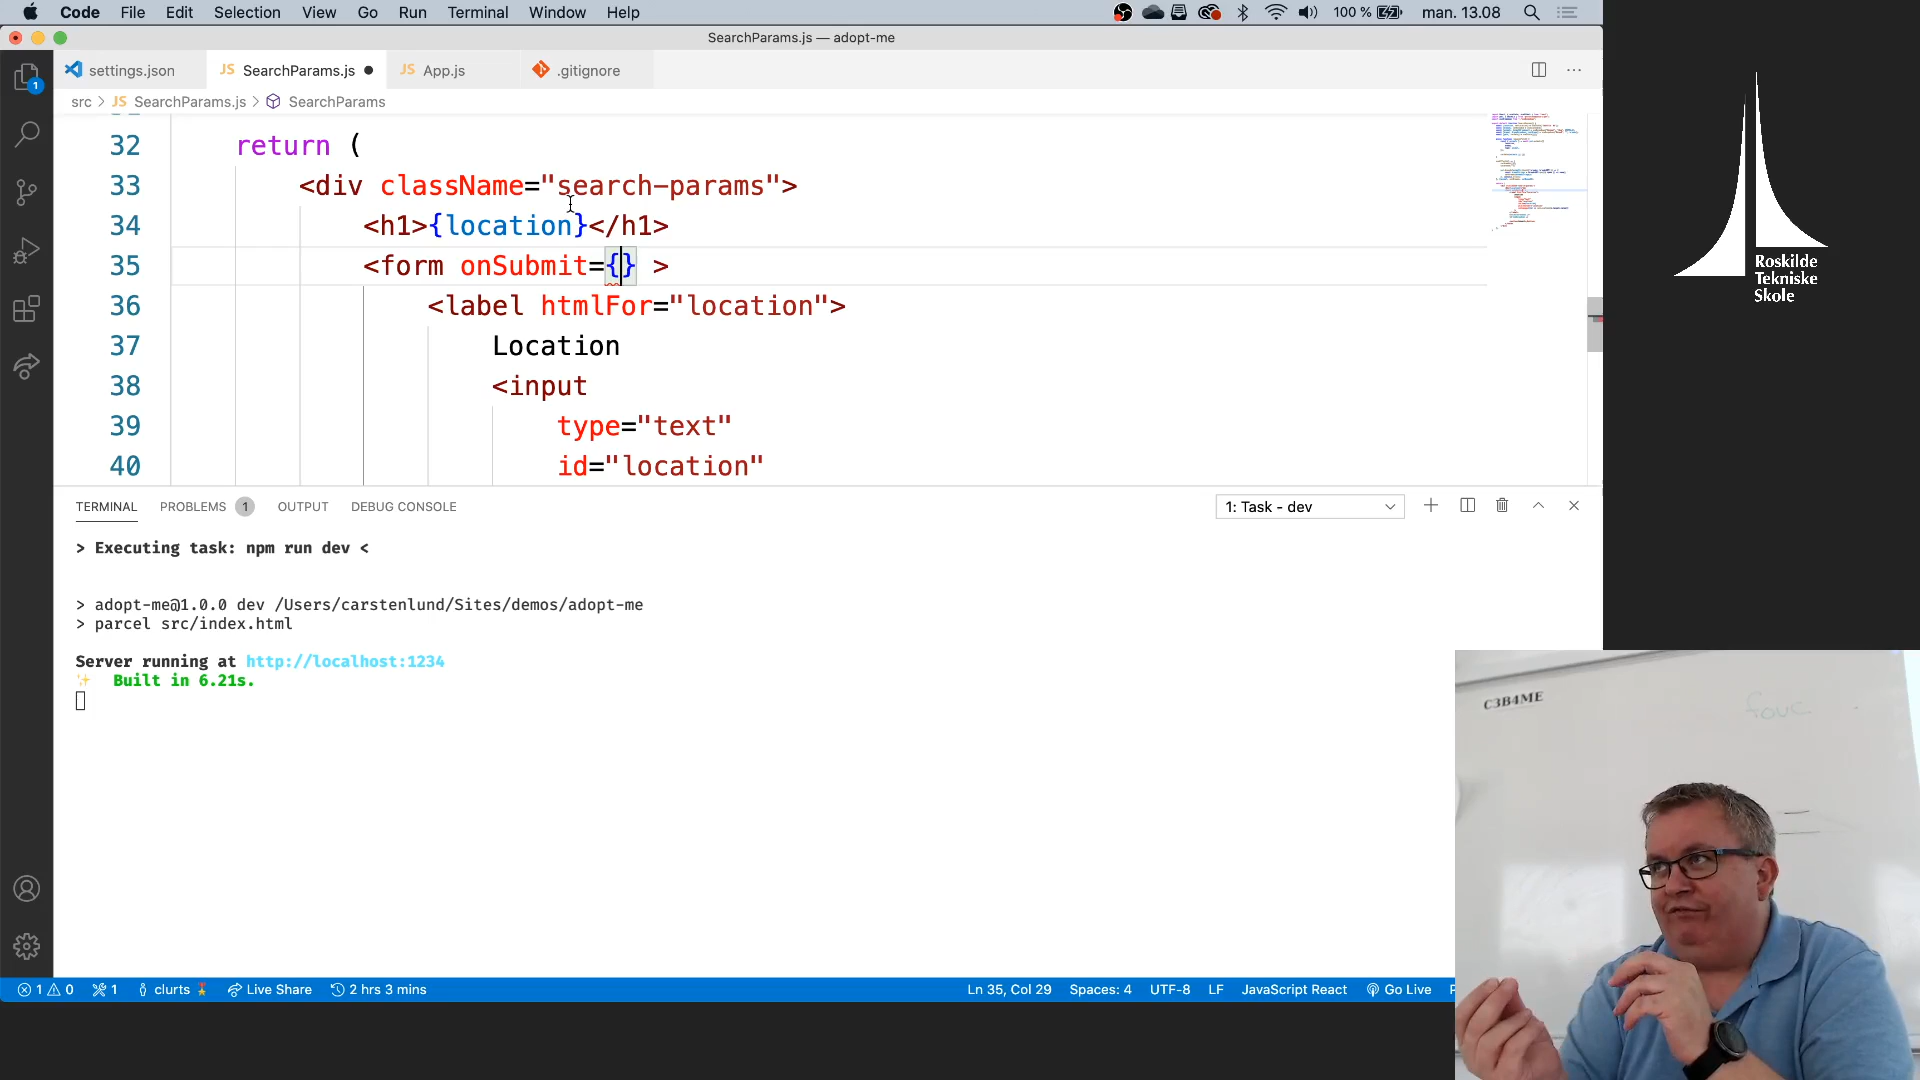 Code File Edit Selection View Go Run Terminal Window Help 100 % man. 13.08
SearchParams.js — adopt-me
settings.json JS SearchParams.js JS App.js .gitignore
1
src JS SearchParams.js SearchParams
32 return (
33 <div className="search-params">
34 <h1>{location}</h1>
35 <form onSubmit={} >
36 <label htmlFor="location">
37 Location
38 <input
39 type="text"
40 id="location"
TERMINAL PROBLEMS 1 OUTPUT DEBUG CONSOLE 1: Task - dev
> Executing task: npm run dev <
> adopt-me@1.0.0 dev /Users/carstenlund/Sites/demos/adopt-me
> parcel src/index.html
Server running at http://localhost:1234
✨ Built in 6.21s.
1 0 1 clurts Live Share 2 hrs 3 mins Ln 35, Col 29 Spaces: 4 UTF-8 LF JavaScript React Go Live
Roskilde
Tekniske
Skole
C3B4ME
fouc